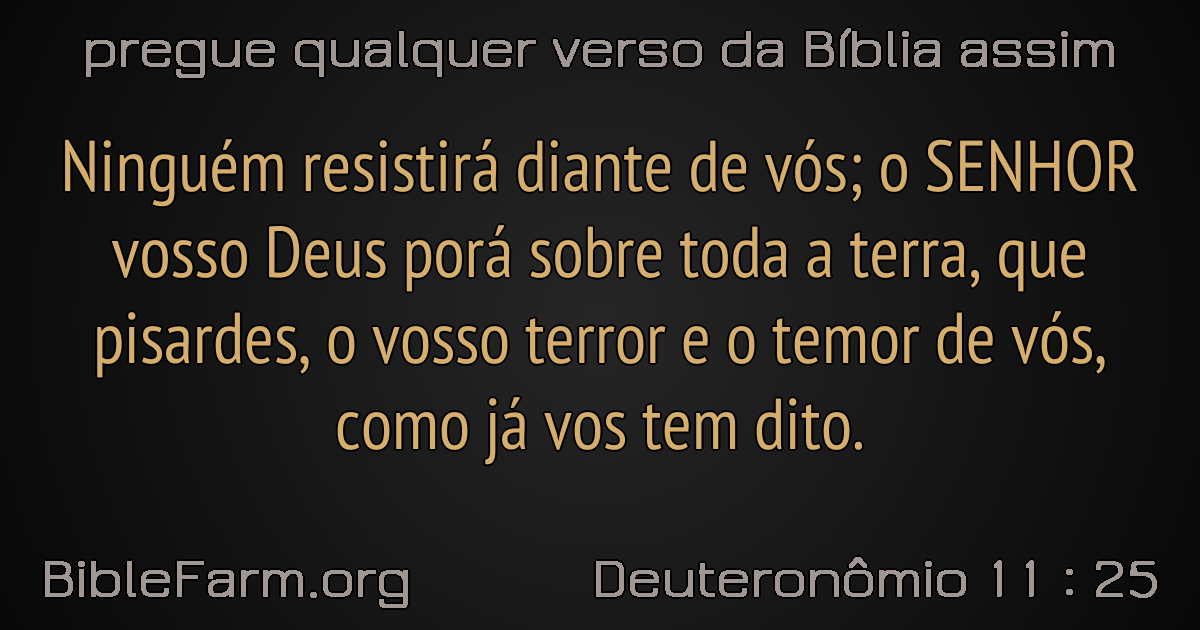 pregue qualquer verso da Bíblia assim
Ninguém resistirá diante de vós; o SENHOR
vosso Deus porá sobre toda a terra, que
pisardes, o vosso terror e o temor de vós,
como já vos tem dito.
BibleFarm.org Deuteronômio 11 : 25